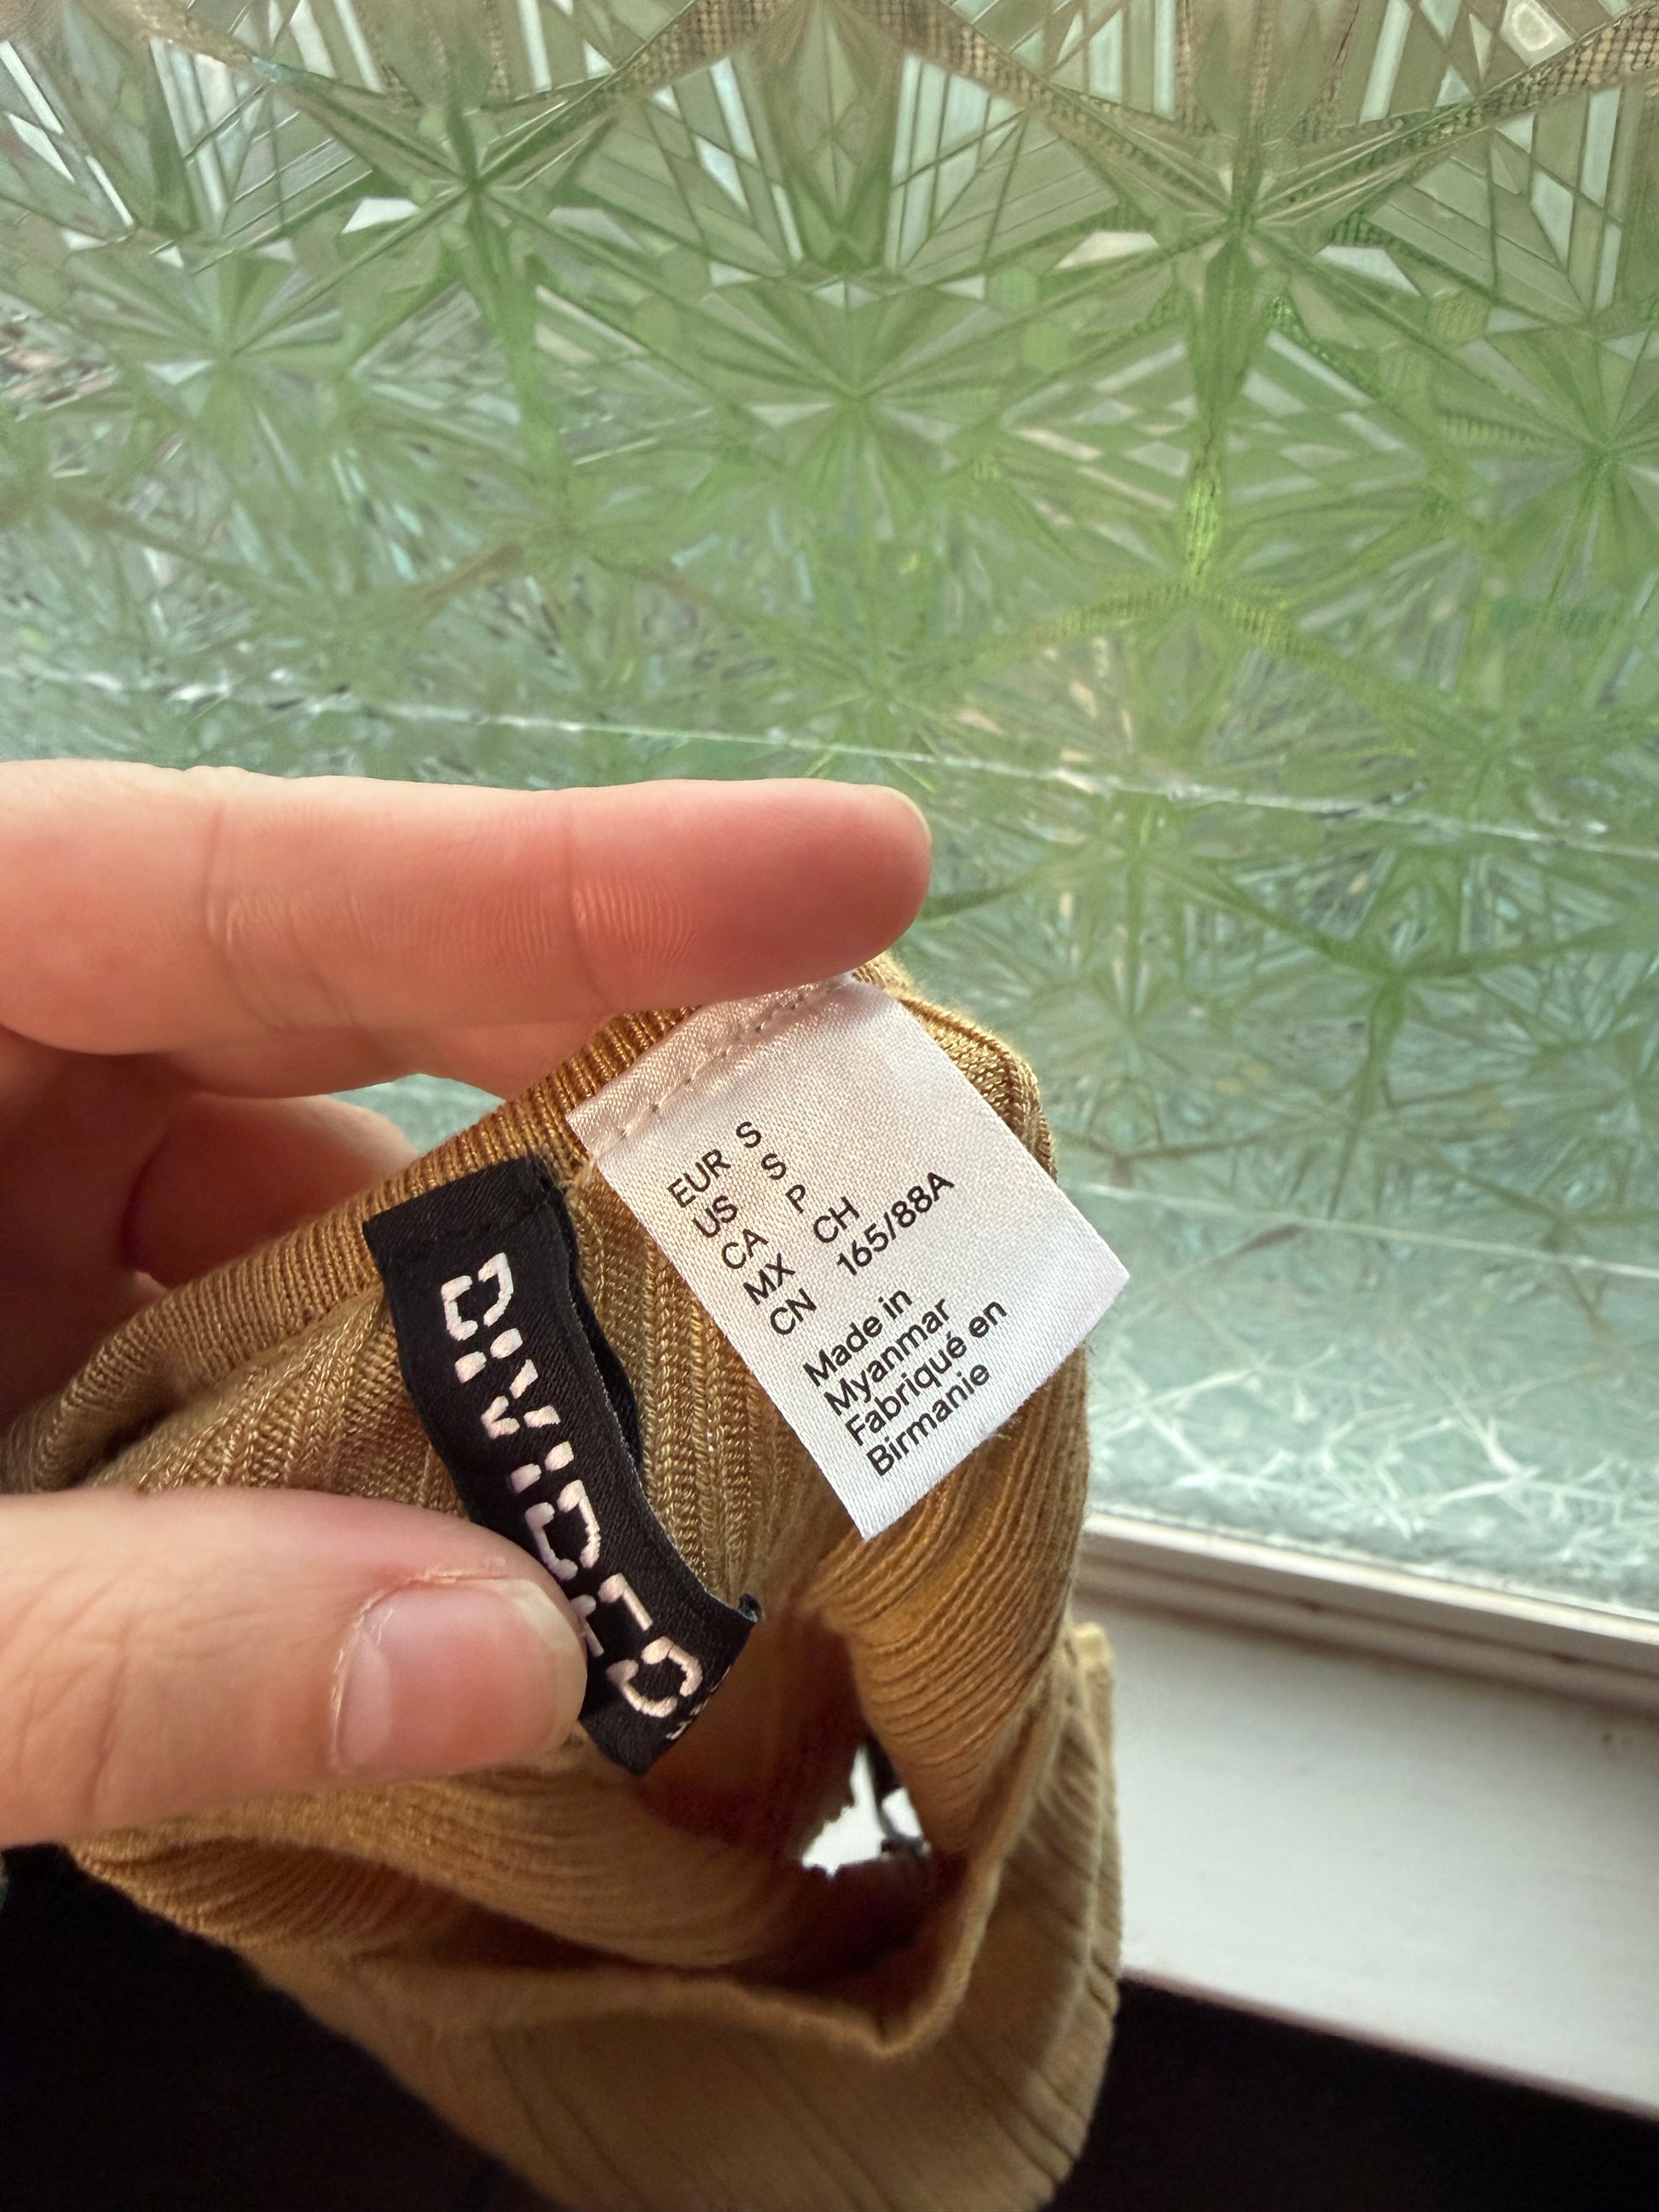 DIVIDED
EUR S
US S
CA P
MX CH
CN 165/88A
Made in
Myanmar
Fabriqué en
Birmanie